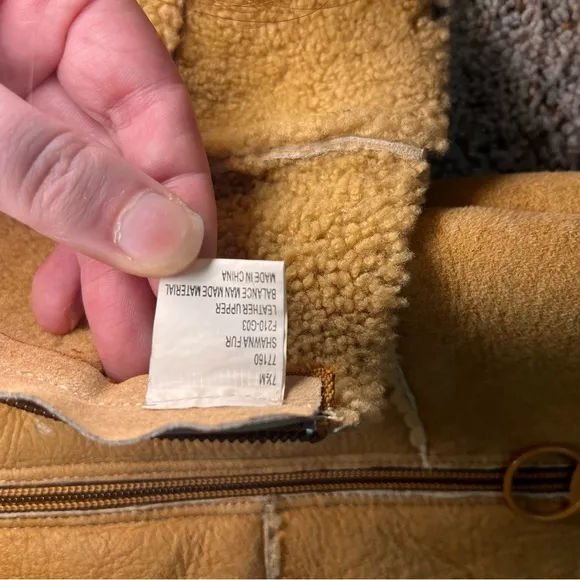 7½M
77160
SHAWNA FUR
F210-G03
LEATHER UPPER
BALANCE MAN MADE MATERIAL
MADE IN CHINA